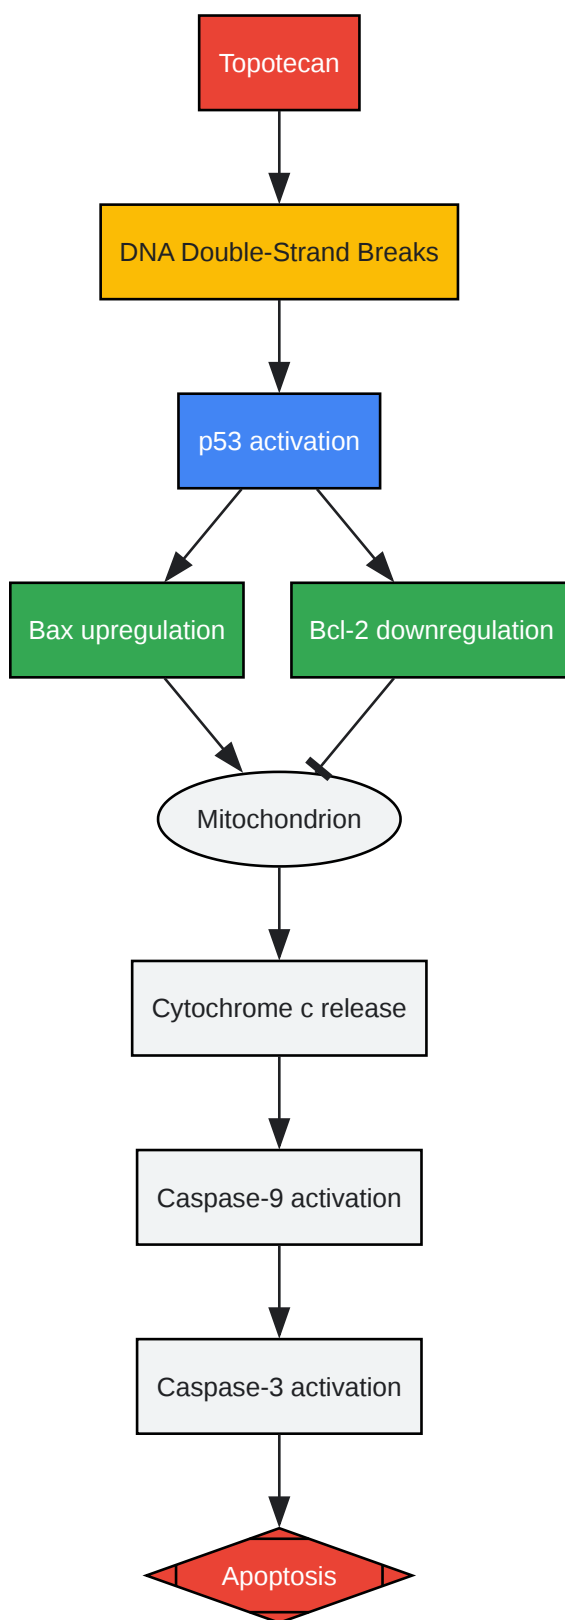 Topotecan
DNA Double-Strand Breaks
p53 activation
Bax upregulation
Bcl-2 downregulation
Mitochondrion
Cytochrome c release
Caspase-9 activation
Caspase-3 activation
Apoptosis